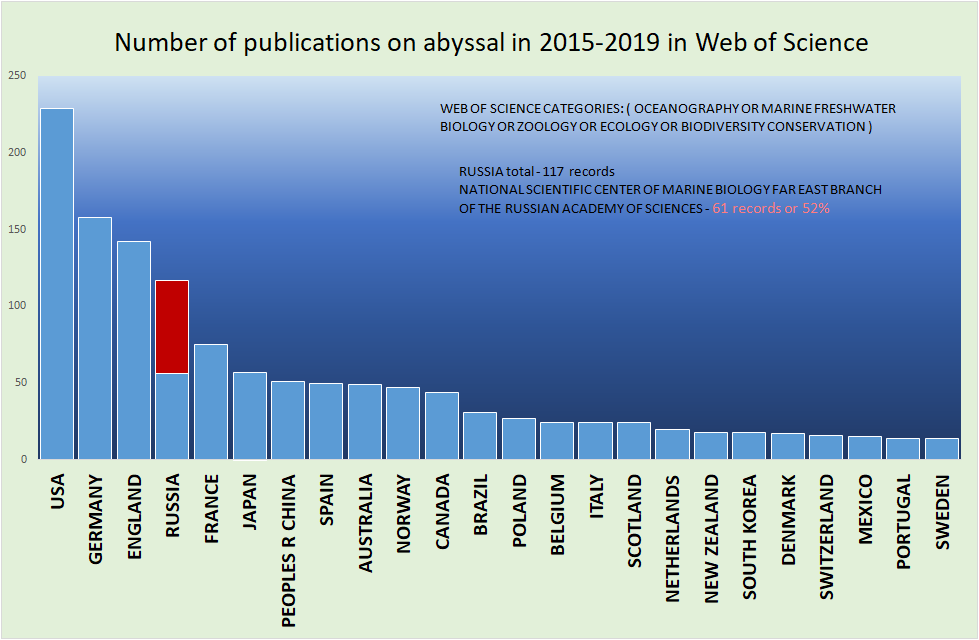 Number of publications on abyssal in 2015-2019 in Web of Science
250
200
150
100
50
0
WEB OF SCIENCE CATEGORIES: ( OCEANOGRAPHY OR MARINE FRESHWATER
BIOLOGY OR ZOOLOGY OR ECOLOGY OR BIODIVERSITY CONSERVATION )
RUSSIA total - 117 records
NATIONAL SCIENTIFIC CENTER OF MARINE BIOLOGY FAR EAST BRANCH
OF THE RUSSIAN ACADEMY OF SCIENCES - 61 records or 52%
USA
GERMANY
ENGLAND
RUSSIA
FRANCE
JAPAN
PEOPLES R CHINA
SPAIN
AUSTRALIA
NORWAY
CANADA
BRAZIL
POLAND
BELGIUM
ITALY
SCOTLAND
NETHERLANDS
NEW ZEALAND
SOUTH KOREA
DENMARK
SWITZERLAND
MEXICO
PORTUGAL
SWEDEN